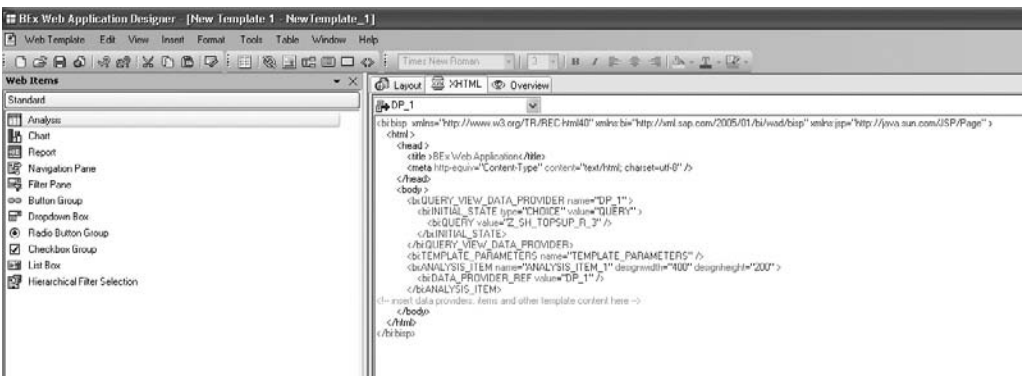 BEx Web Application Designer - [New Template 1 - NewTemplate_1]
Web Template Edit View Insert Format Tools Table Window Help
Times New Roman 3 B I
Web Items
Standard
Analysis
Chart
Report
Navigation Pane
Filter Pane
Button Group
Dropdown Box
Radio Button Group
Checkbox Group
List Box
Hierarchical Filter Selection
Layout XHTML Overview
DP_1
<bi:bisp xmlns="http://www.w3.org/TR/REC-html40" xmlns:bi="http://xml.sap.com/2005/01/bi/wad/bisp" xmlns:jsp="http://java.sun.com/JSP/Page" >
<html >
<head >
<title >BEx Web Application</title>
<meta http-equiv="Content-Type" content="text/html; charset=utf-8" />
</head>
<body >
<bi:QUERY_VIEW_DATA_PROVIDER name="DP_1" >
<bi:INITIAL_STATE type="CHOICE" value="QUERY" >
<bi:QUERY value="Z_SH_TOPSUP_R_3" />
</bi:INITIAL_STATE>
</bi:QUERY_VIEW_DATA_PROVIDER>
<bi:TEMPLATE_PARAMETERS name="TEMPLATE_PARAMETERS" />
<bi:ANALYSIS_ITEM name="ANALYSIS_ITEM_1" designwidth="400" designheight="200" >
<bi:DATA_PROVIDER_REF value="DP_1" />
</bi:ANALYSIS_ITEM>
<!-- insert data providers, items and other template content here -->
</body>
</html>
</bi:bisp>